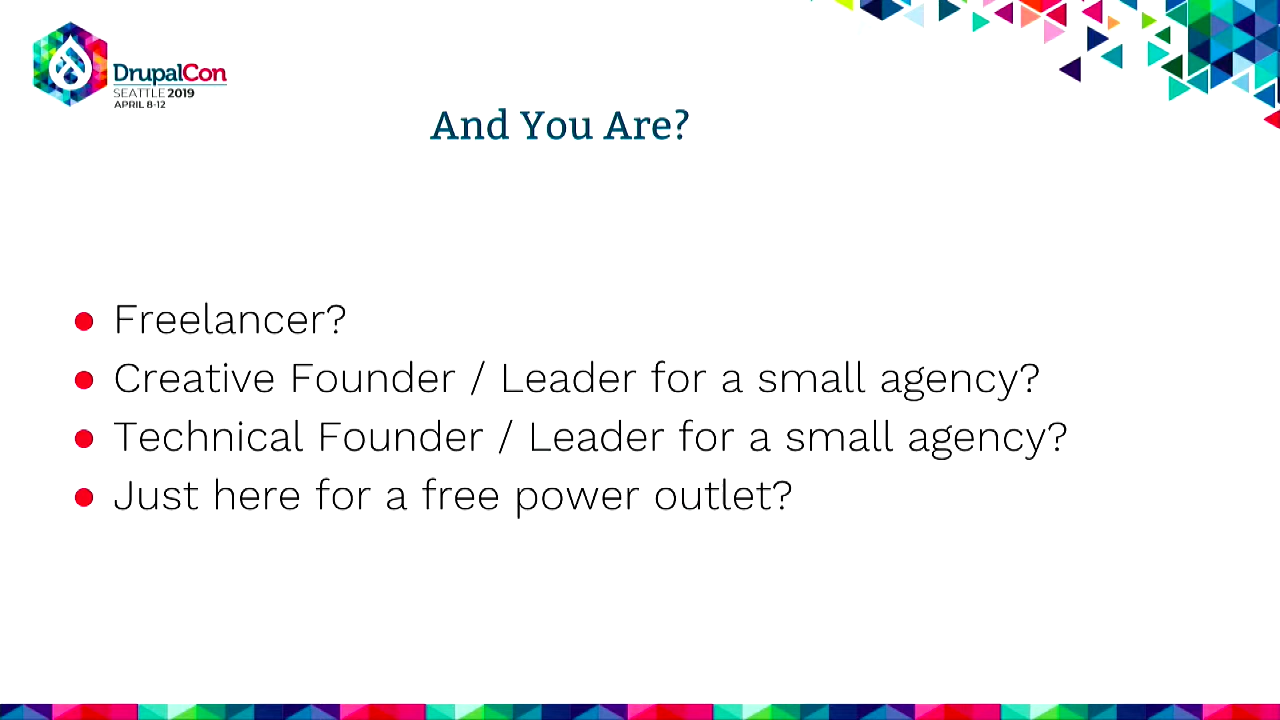 DrupalCon
SEATTLE 2019
APRIL 8-12
And You Are?
● Freelancer?
● Creative Founder / Leader for a small agency?
● Technical Founder / Leader for a small agency?
● Just here for a free power outlet?